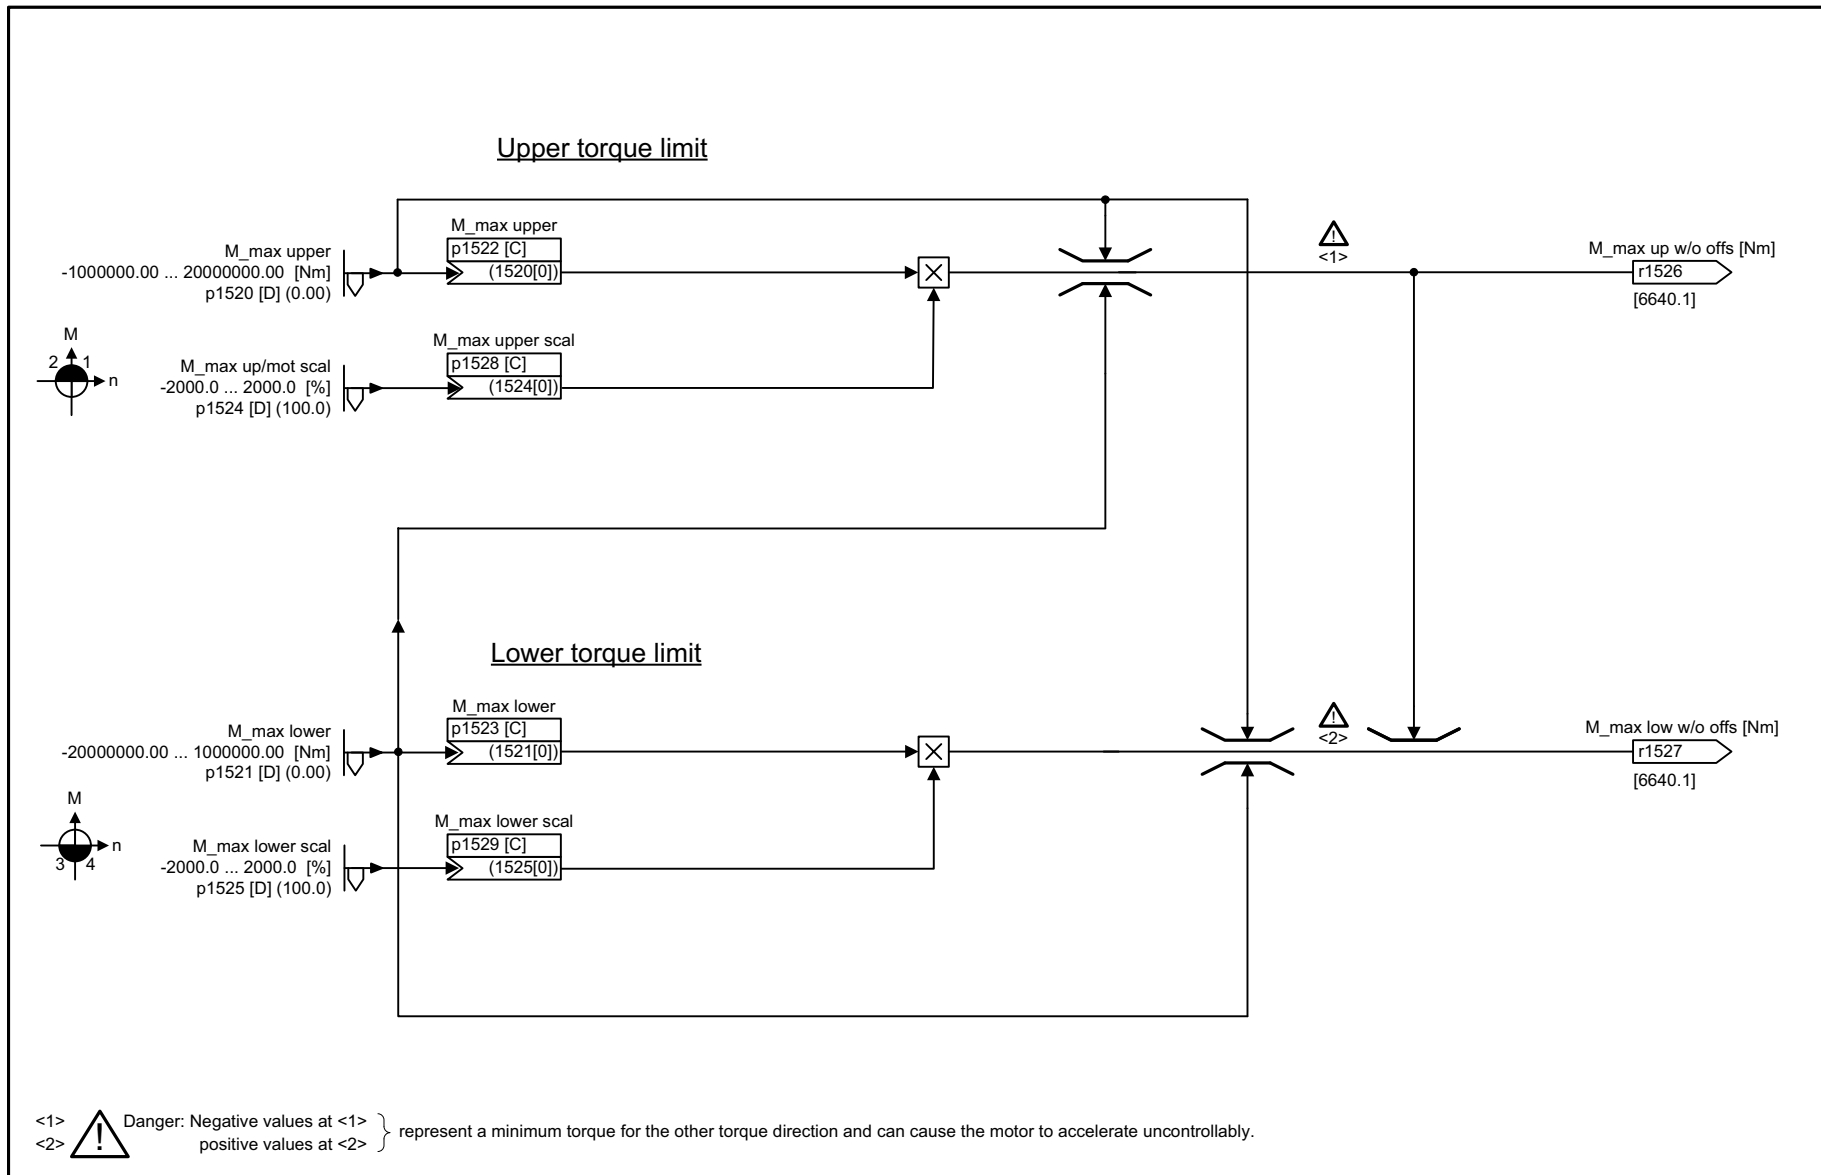 Upper torque limit
M_max upper
-1000000.00 ... 20000000.00 [Nm]
p1520 [D] (0.00)
M_max upper
p1522 [C]
(1520[0])
<1>
M_max up w/o offs [Nm]
r1526
[6640.1]
M
2 1
n
M_max up/mot scal
-2000.0 ... 2000.0 [%]
p1524 [D] (100.0)
M_max upper scal
p1528 [C]
(1524[0])
Lower torque limit
M_max lower
-20000000.00 ... 1000000.00 [Nm]
p1521 [D] (0.00)
M_max lower
p1523 [C]
(1521[0])
<2>
M_max low w/o offs [Nm]
r1527
[6640.1]
M
n
3 4
M_max lower scal
-2000.0 ... 2000.0 [%]
p1525 [D] (100.0)
M_max lower scal
p1529 [C]
(1525[0])
<1> Danger: Negative values at <1>
<2> positive values at <2>
represent a minimum torque for the other torque direction and can cause the motor to accelerate uncontrollably.